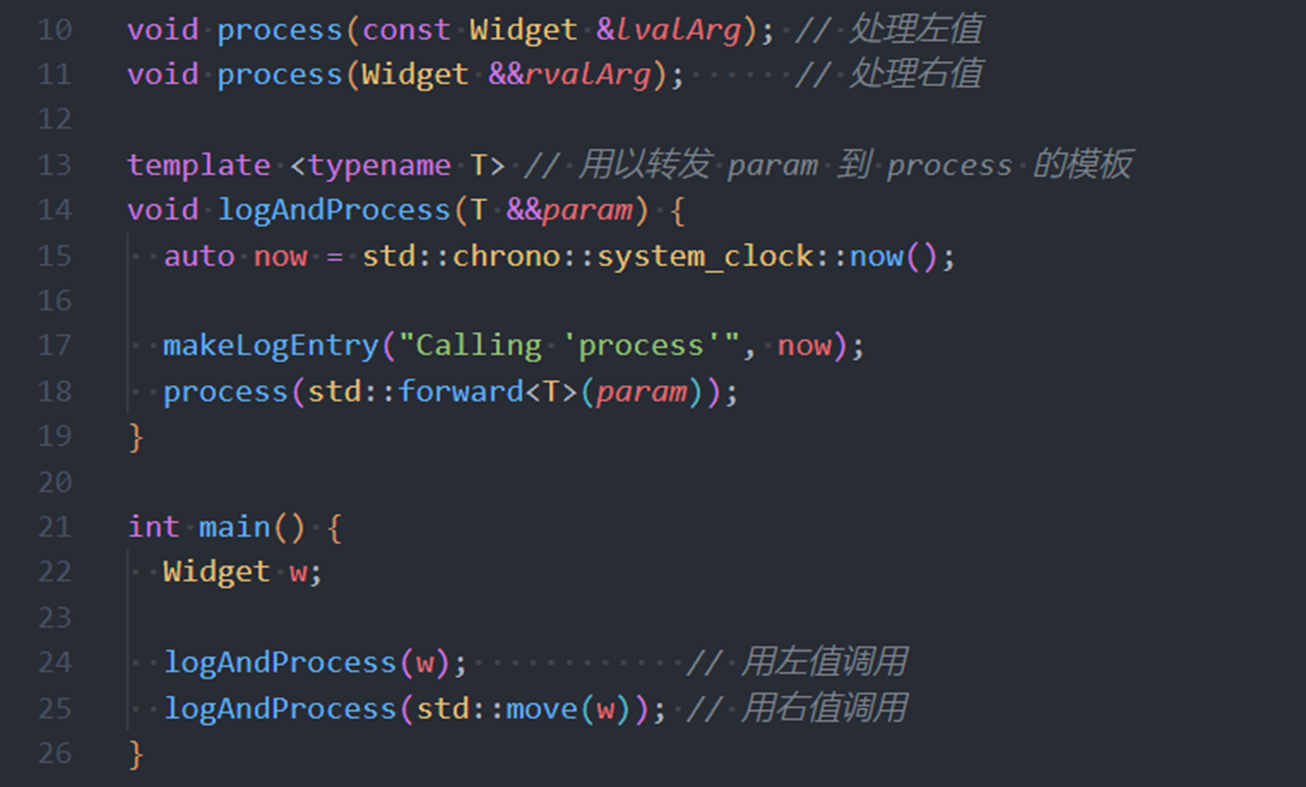 10 void process(const Widget &lvalArg); // 处理左值
11 void process(Widget &&rvalArg);      // 处理右值
12
13 template <typename T> // 用以转发 param 到 process 的模板
14 void logAndProcess(T &&param) {
15   auto now = std::chrono::system_clock::now();
16
17   makeLogEntry("Calling 'process'", now);
18   process(std::forward<T>(param));
19 }
20
21 int main() {
22   Widget w;
23
24   logAndProcess(w);            // 用左值调用
25   logAndProcess(std::move(w)); // 用右值调用
26 }